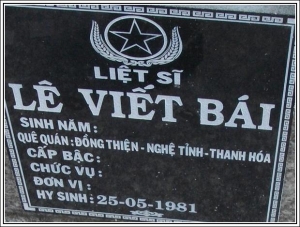 LIỆT SĨ
LÊ VIẾT BÁI
SINH NĂM :
QUÊ QUÁN : ĐỒNG THIỆN - NGHỆ TỈNH - THANH HÓA
CẤP BẬC :
CHỨC VỤ :
ĐƠN VỊ :
HY SINH : 25-05-1981